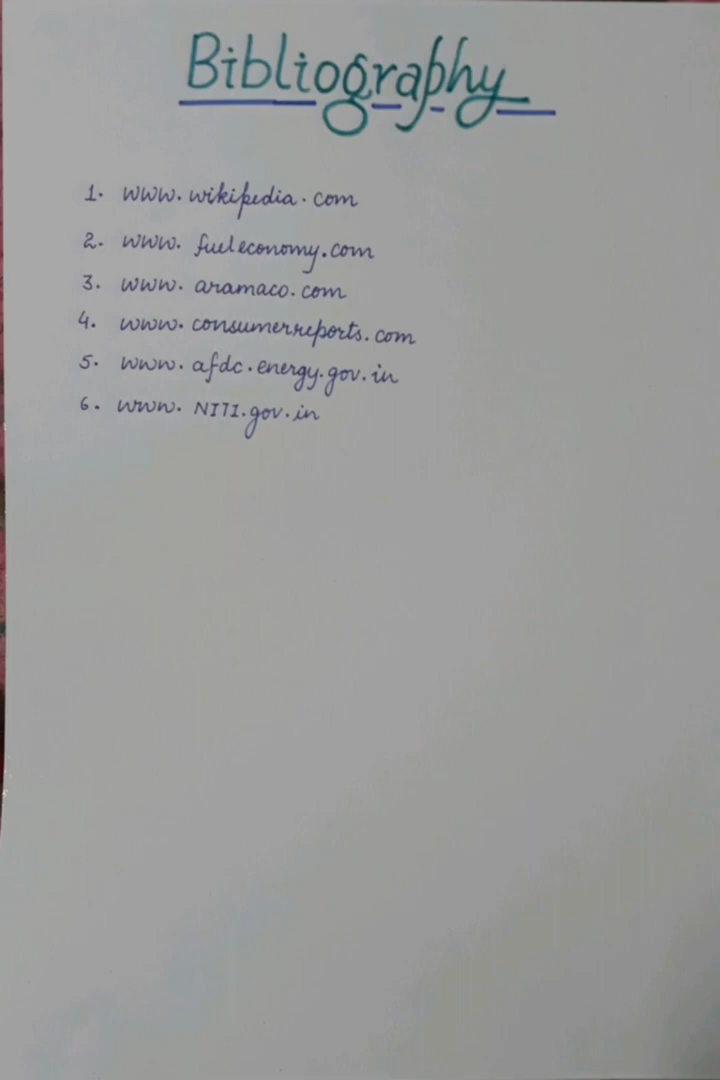 Bibliography
1. www.wikipedia.com
2. www.fueleconomy.com
3. www.aramaco.com
4. www.consumerreports.com
5. www.afdc.energy.gov.in
6. www.NITI.gov.in